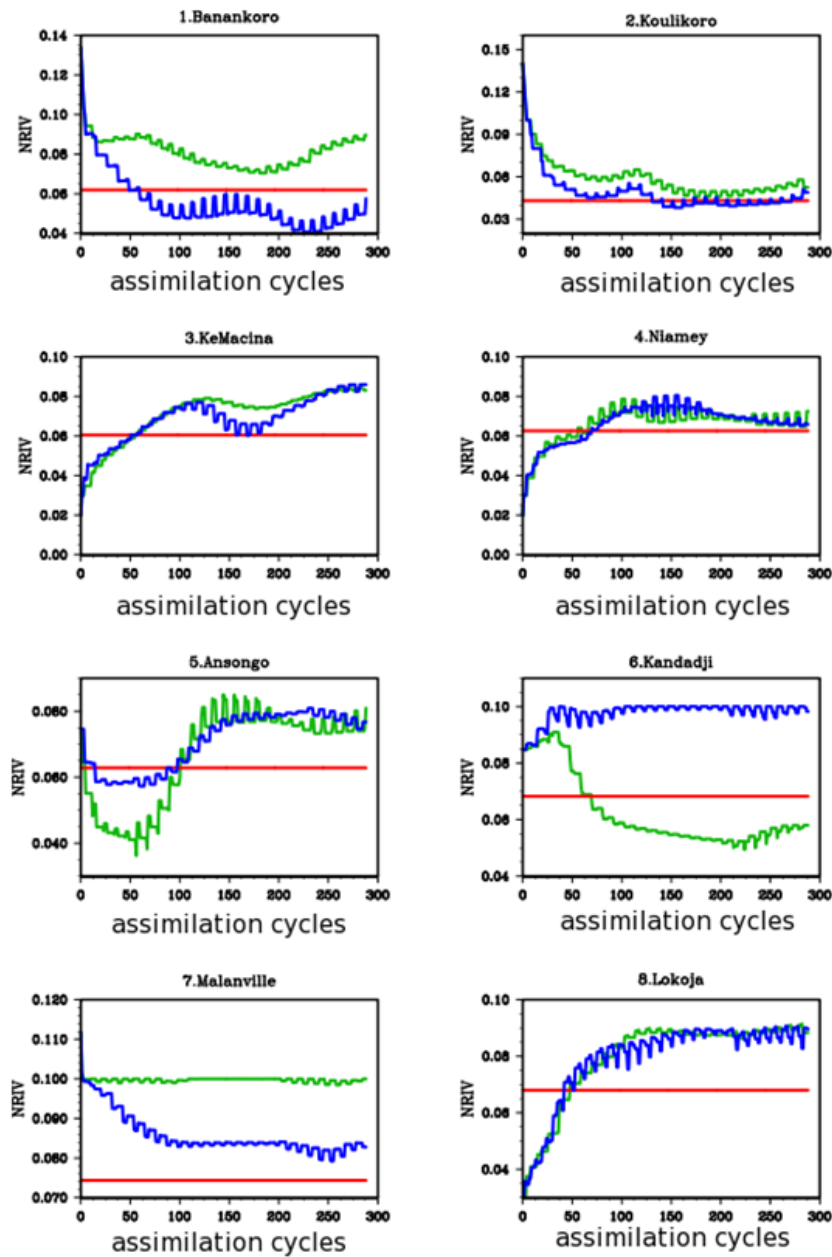 1.Banankoro
NRIV
0.14
0.12
0.10
0.08
0.06
0.04
0 50 100 150 200 250 300
assimilation cycles
2.Koulikoro
NRIV
0.15
0.12
0.09
0.06
0.03
0 50 100 150 200 250 300
assimilation cycles
3.KeMacina
NRIV
0.10
0.08
0.06
0.04
0.02
0.00
0 50 100 150 200 250 300
assimilation cycles
4.Niamey
NRIV
0.10
0.08
0.06
0.04
0.02
0.00
0 50 100 150 200 250 300
assimilation cycles
5.Ansongo
NRIV
0.080
0.060
0.040
0 50 100 150 200 250 300
assimilation cycles
6.Kandadji
NRIV
0.10
0.08
0.06
0.04
0 50 100 150 200 250 300
assimilation cycles
7.Malanville
NRIV
0.120
0.110
0.100
0.090
0.080
0.070
0 50 100 150 200 250 300
assimilation cycles
8.Lokoja
NRIV
0.10
0.08
0.06
0.04
0 50 100 150 200 250 300
assimilation cycles